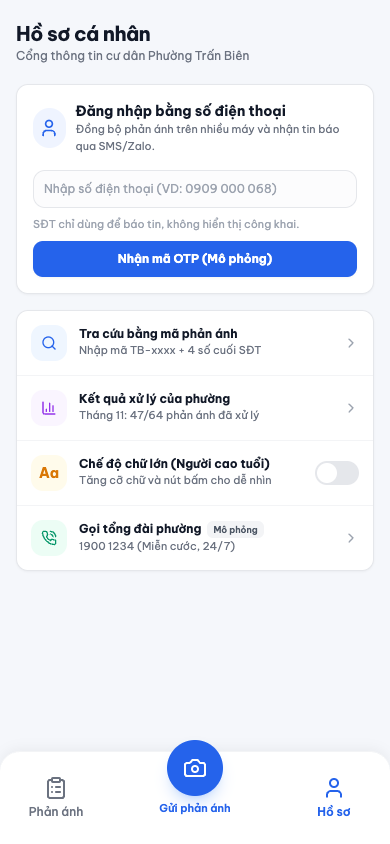 Hồ sơ cá nhân
Cổng thông tin cư dân Phường Trấn Biên
Đăng nhập bằng số điện thoại
Đồng bộ phản ánh trên nhiều máy và nhận tin báo
qua SMS/Zalo.
Nhập số điện thoại (VD: 0909 000 068)
SĐT chỉ dùng để báo tin, không hiển thị công khai.
Nhận mã OTP (Mô phỏng)
Tra cứu bằng mã phản ánh
Nhập mã TB-xxxx + 4 số cuối SĐT
Kết quả xử lý của phường
Tháng 11: 47/64 phản ánh đã xử lý
Aa
Chế độ chữ lớn (Người cao tuổi)
Tăng cỡ chữ và nút bấm cho dễ nhìn
Gọi tổng đài phường Mô phỏng
1900 1234 (Miễn cước, 24/7)
Phản ánh
Gửi phản ánh
Hồ sơ